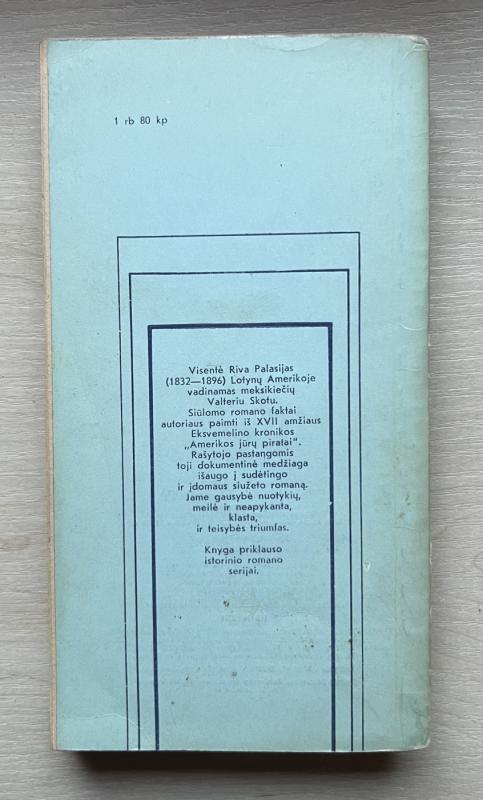 1 rb 80 kp
Visentė Riva Palasijas
(1832—1896) Lotynų Amerikoje
vadinamas meksikiečių
Valteriu Skotu.
Siūlomo romano faktai
autoriaus paimti iš XVII amžiaus
Eksvemelino kronikos
„Amerikos jūrų piratai".
Rašytojo pastangomis
toji dokumentinė medžiaga
išaugo į sudėtingo
ir įdomaus siužeto romaną.
Jame gausybė nuotykių,
meilė ir neapykanta,
klasta,
ir teisybės triumfas.
Knyga priklauso
istorinio romano
serijai.